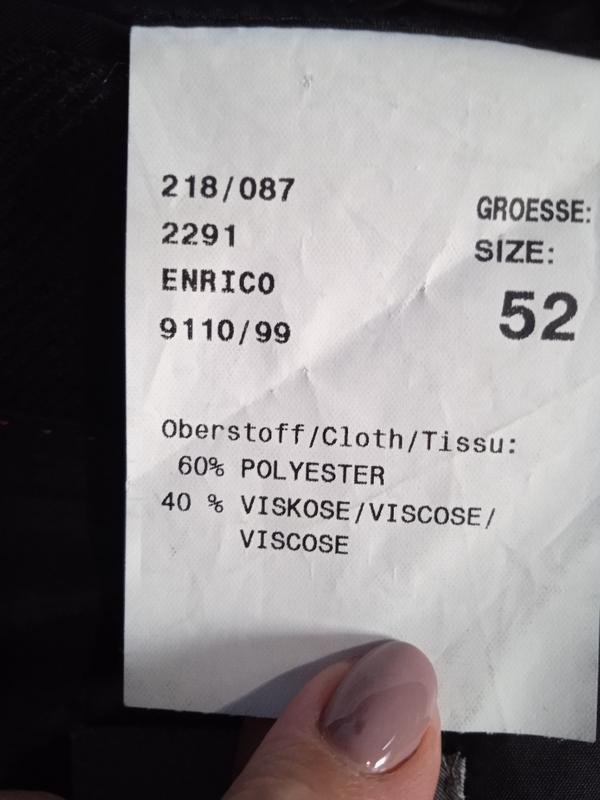 218/087
2291
ENRICO
9110/99
GROESSE:
SIZE:
52
Oberstoff/Cloth/Tissu:
60% POLYESTER
40 % VISKOSE/VISCOSE/
VISCOSE